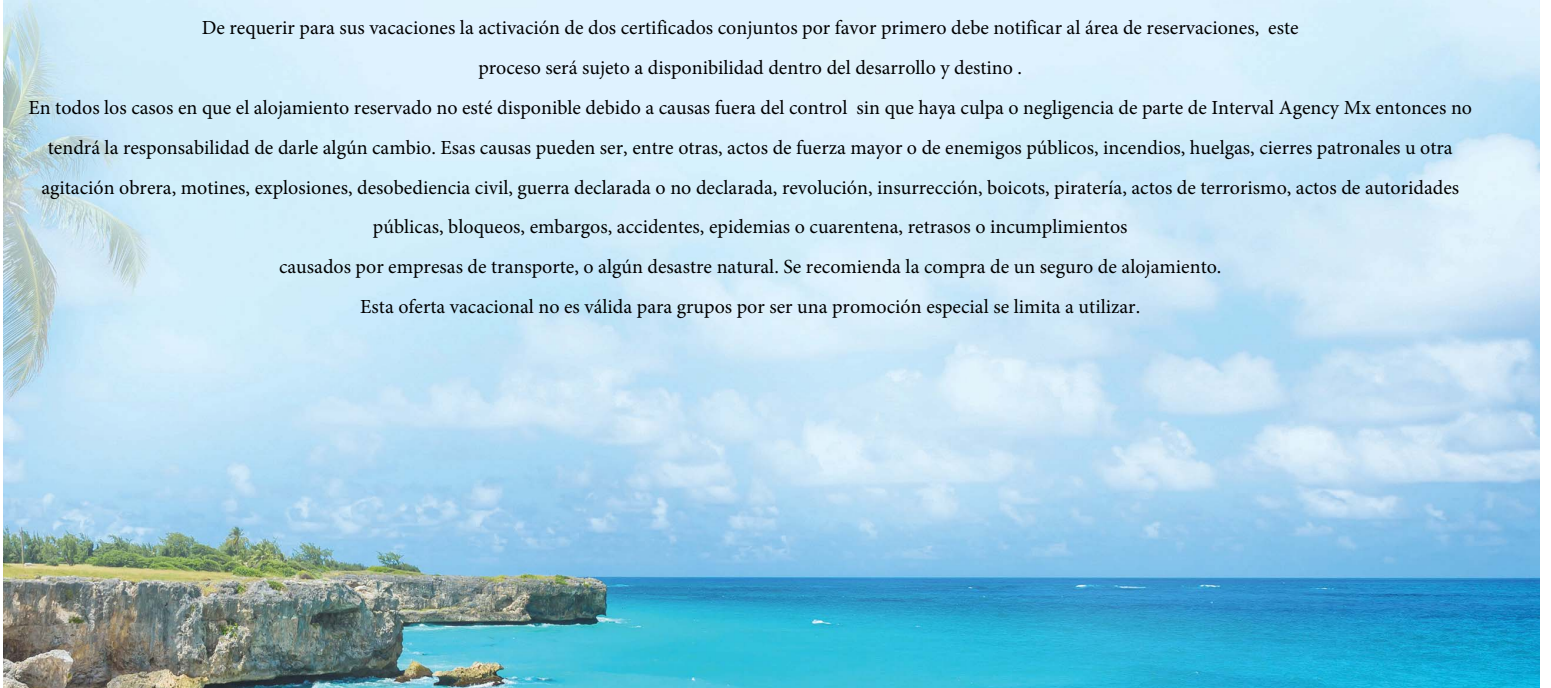 De requerir para sus vacaciones la activación de dos certificados conjuntos por favor primero debe notificar al área de reservaciones, este
proceso será sujeto a disponibilidad dentro del desarrollo y destino .
En todos los casos en que el alojamiento reservado no esté disponible debido a causas fuera del control sin que haya culpa o negligencia de parte de Interval Agency Mx entonces no
tendrá la responsabilidad de darle algún cambio. Esas causas pueden ser, entre otras, actos de fuerza mayor o de enemigos públicos, incendios, huelgas, cierres patronales u otra
agitación obrera, motines, explosiones, desobediencia civil, guerra declarada o no declarada, revolución, insurrección, boicots, piratería, actos de terrorismo, actos de autoridades
públicas, bloqueos, embargos, accidentes, epidemias o cuarentena, retrasos o incumplimientos
causados por empresas de transporte, o algún desastre natural. Se recomienda la compra de un seguro de alojamiento.
Esta oferta vacacional no es válida para grupos por ser una promoción especial se limita a utilizar.